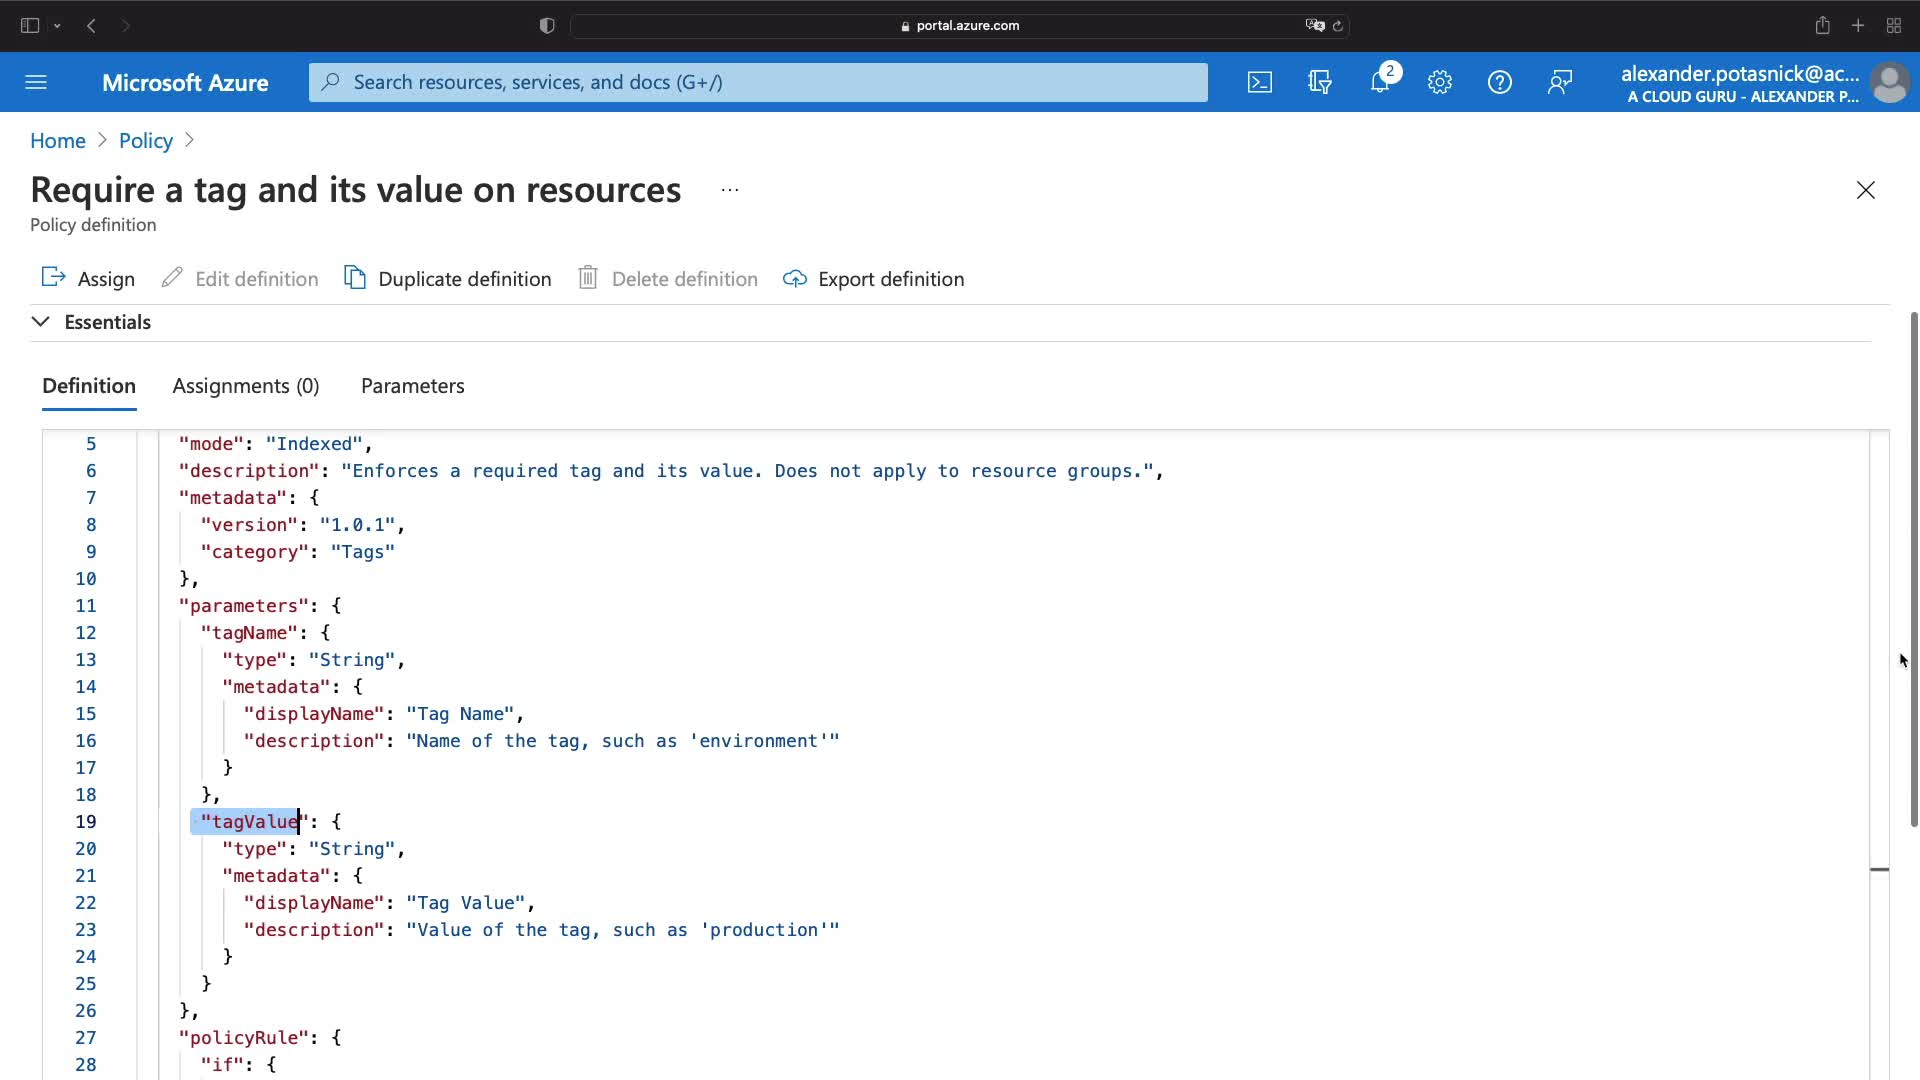 portal.azure.com
Microsoft Azure
Search resources, services, and docs (G+/)
2
alexander.potasnick@ac...
A CLOUD GURU - ALEXANDER P...
Home > Policy >
Require a tag and its value on resources ...
Policy definition
Assign Edit definition Duplicate definition Delete definition Export definition
Essentials
Definition Assignments (0) Parameters
5 "mode": "Indexed",
6 "description": "Enforces a required tag and its value. Does not apply to resource groups.",
7 "metadata": {
8 "version": "1.0.1",
9 "category": "Tags"
10 },
11 "parameters": {
12 "tagName": {
13 "type": "String",
14 "metadata": {
15 "displayName": "Tag Name",
16 "description": "Name of the tag, such as 'environment'"
17 }
18 },
19 "tagValue": {
20 "type": "String",
21 "metadata": {
22 "displayName": "Tag Value",
23 "description": "Value of the tag, such as 'production'"
24 }
25 }
26 },
27 "policyRule": {
28 "if": {